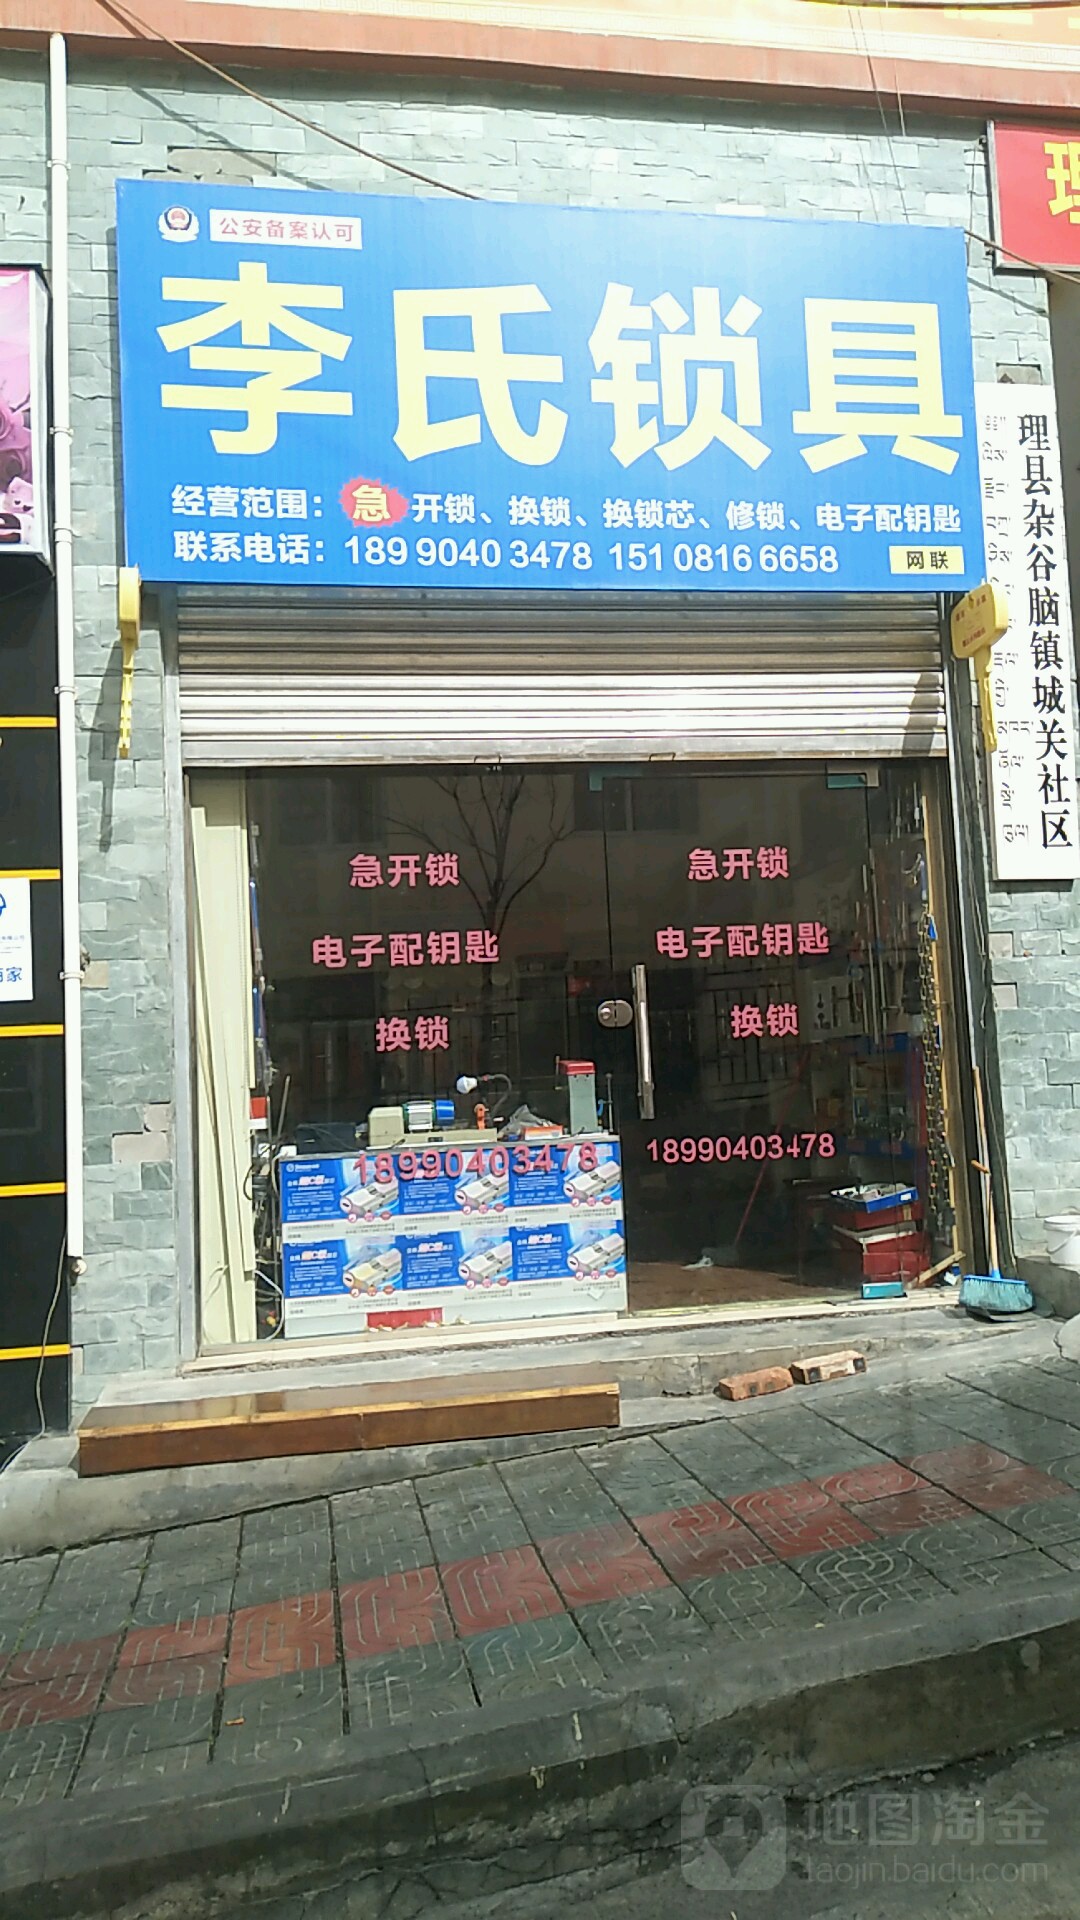 公安备案认可
李氏锁具
经营范围：急 开锁、换锁、换锁芯、修锁、电子配钥匙
联系电话：189 9040 3478 151 0816 6658
网联
理县杂谷脑镇城关社区
急开锁
电子配钥匙
换锁
18990403478
急开锁
电子配钥匙
换锁
18990403478
地图淘金
taojin.baidu.com